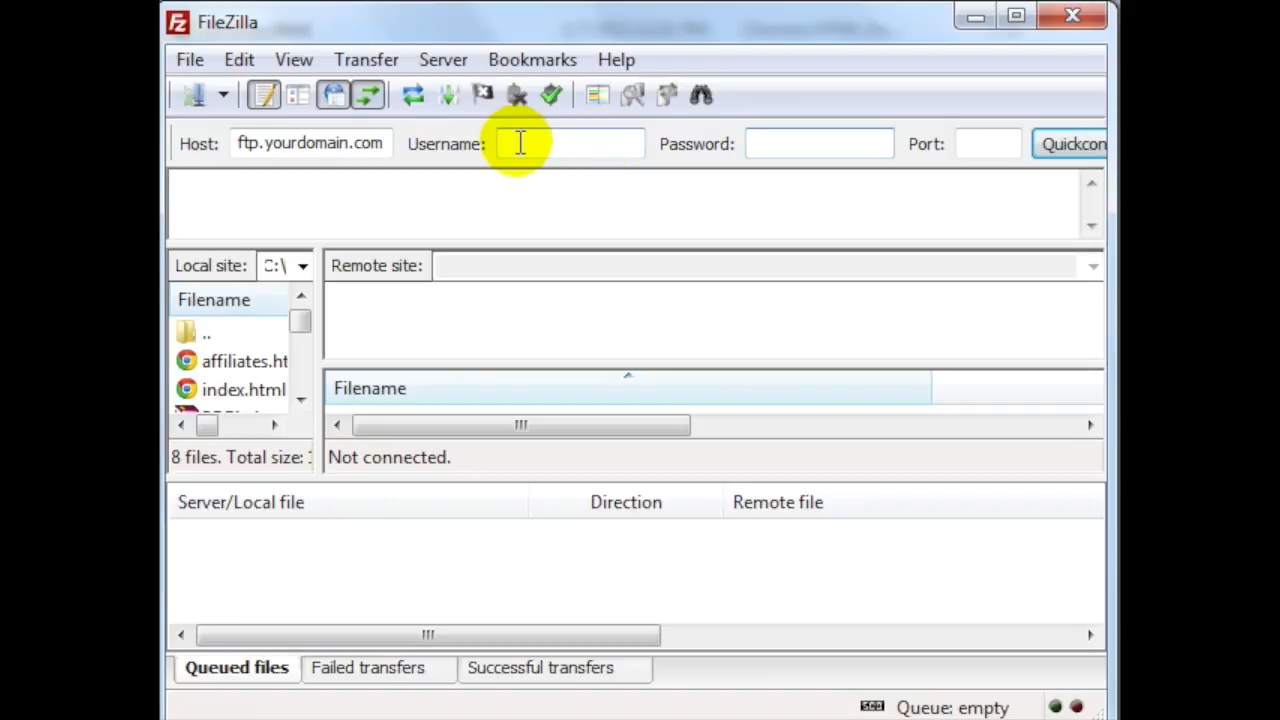 FileZilla
File Edit View Transfer Server Bookmarks Help
Host: ftp.yourdomain.com Username: Password: Port: Quickcon
Local site: C:\ Remote site:
Filename
..
affiliates.ht
index.html
Filename
8 files. Total size: Not connected.
Server/Local file Direction Remote file
Queued files Failed transfers Successful transfers
Queue: empty